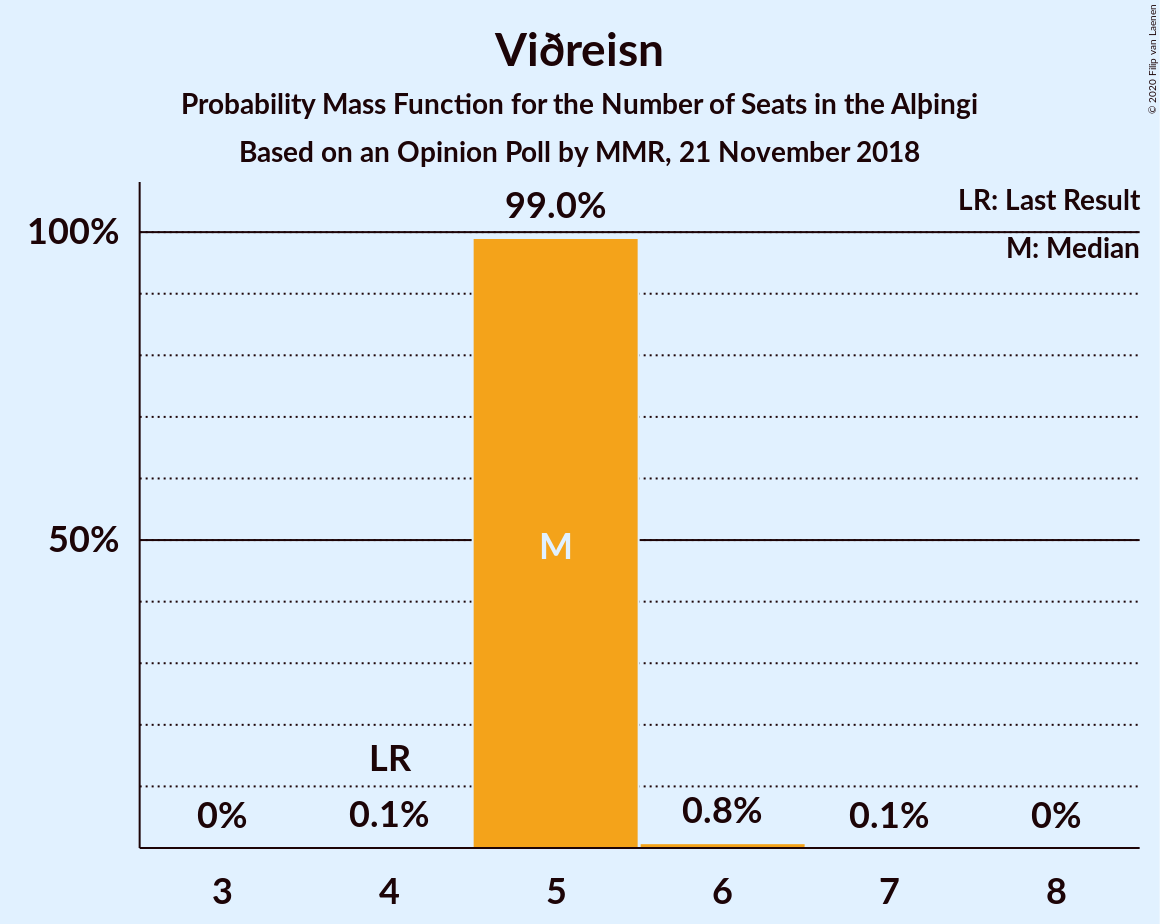 Viðreisn
Probability Mass Function for the Number of Seats in the Alþingi
Based on an Opinion Poll by MMR, 21 November 2018
© 2020 Filip van Laenen
LR: Last Result
M: Median
99.0%
100%
50%
M
LR
0%
0.1%
0.8%
0.1%
0%
3
4
5
6
7
8